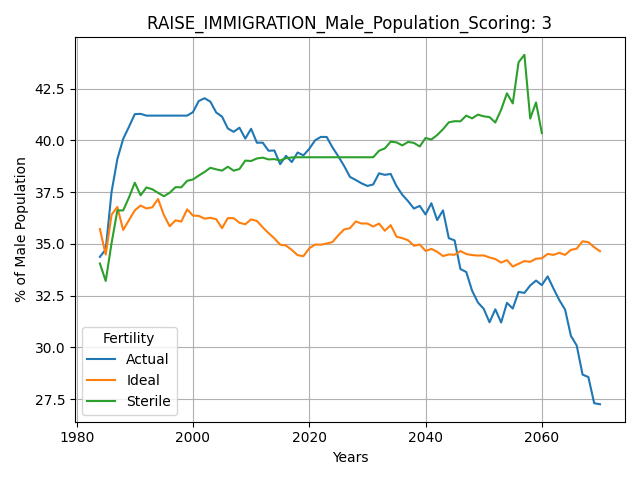 RAISE_IMMIGRATION_Male_Population_Scoring: 3
% of Male Population
42.5
40.0
37.5
35.0
32.5
30.0
27.5
Fertility
Actual
Ideal
Sterile
1980 2000 2020 2040 2060
Years